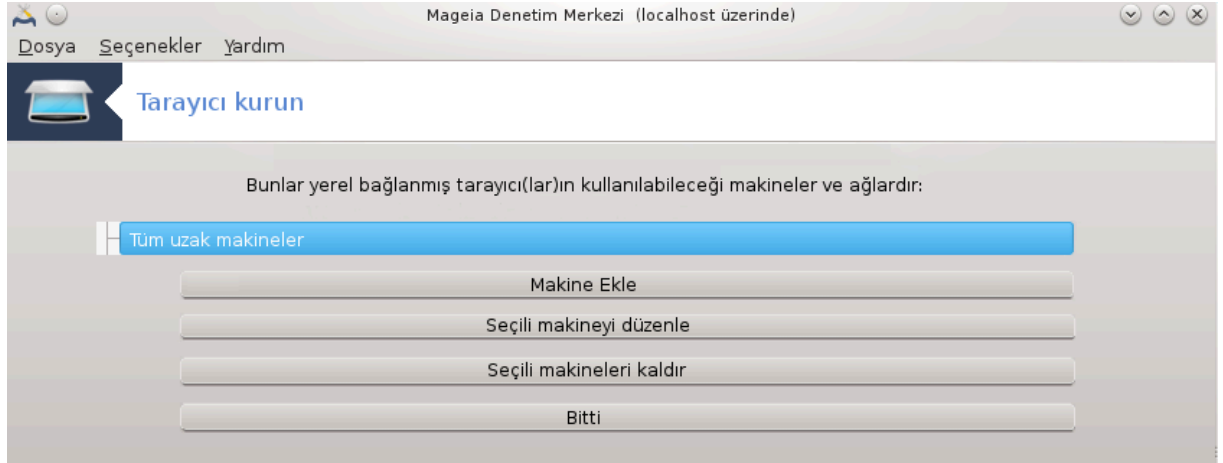 Mageia Denetim Merkezi (localhost üzerinde)
Dosya Seçenekler Yardım
Tarayıcı kurun
Bunlar yerel bağlanmış tarayıcı(lar)ın kullanılabileceği makineler ve ağlardır:
Tüm uzak makineler
Makine Ekle
Seçili makineyi düzenle
Seçili makineleri kaldır
Bitti